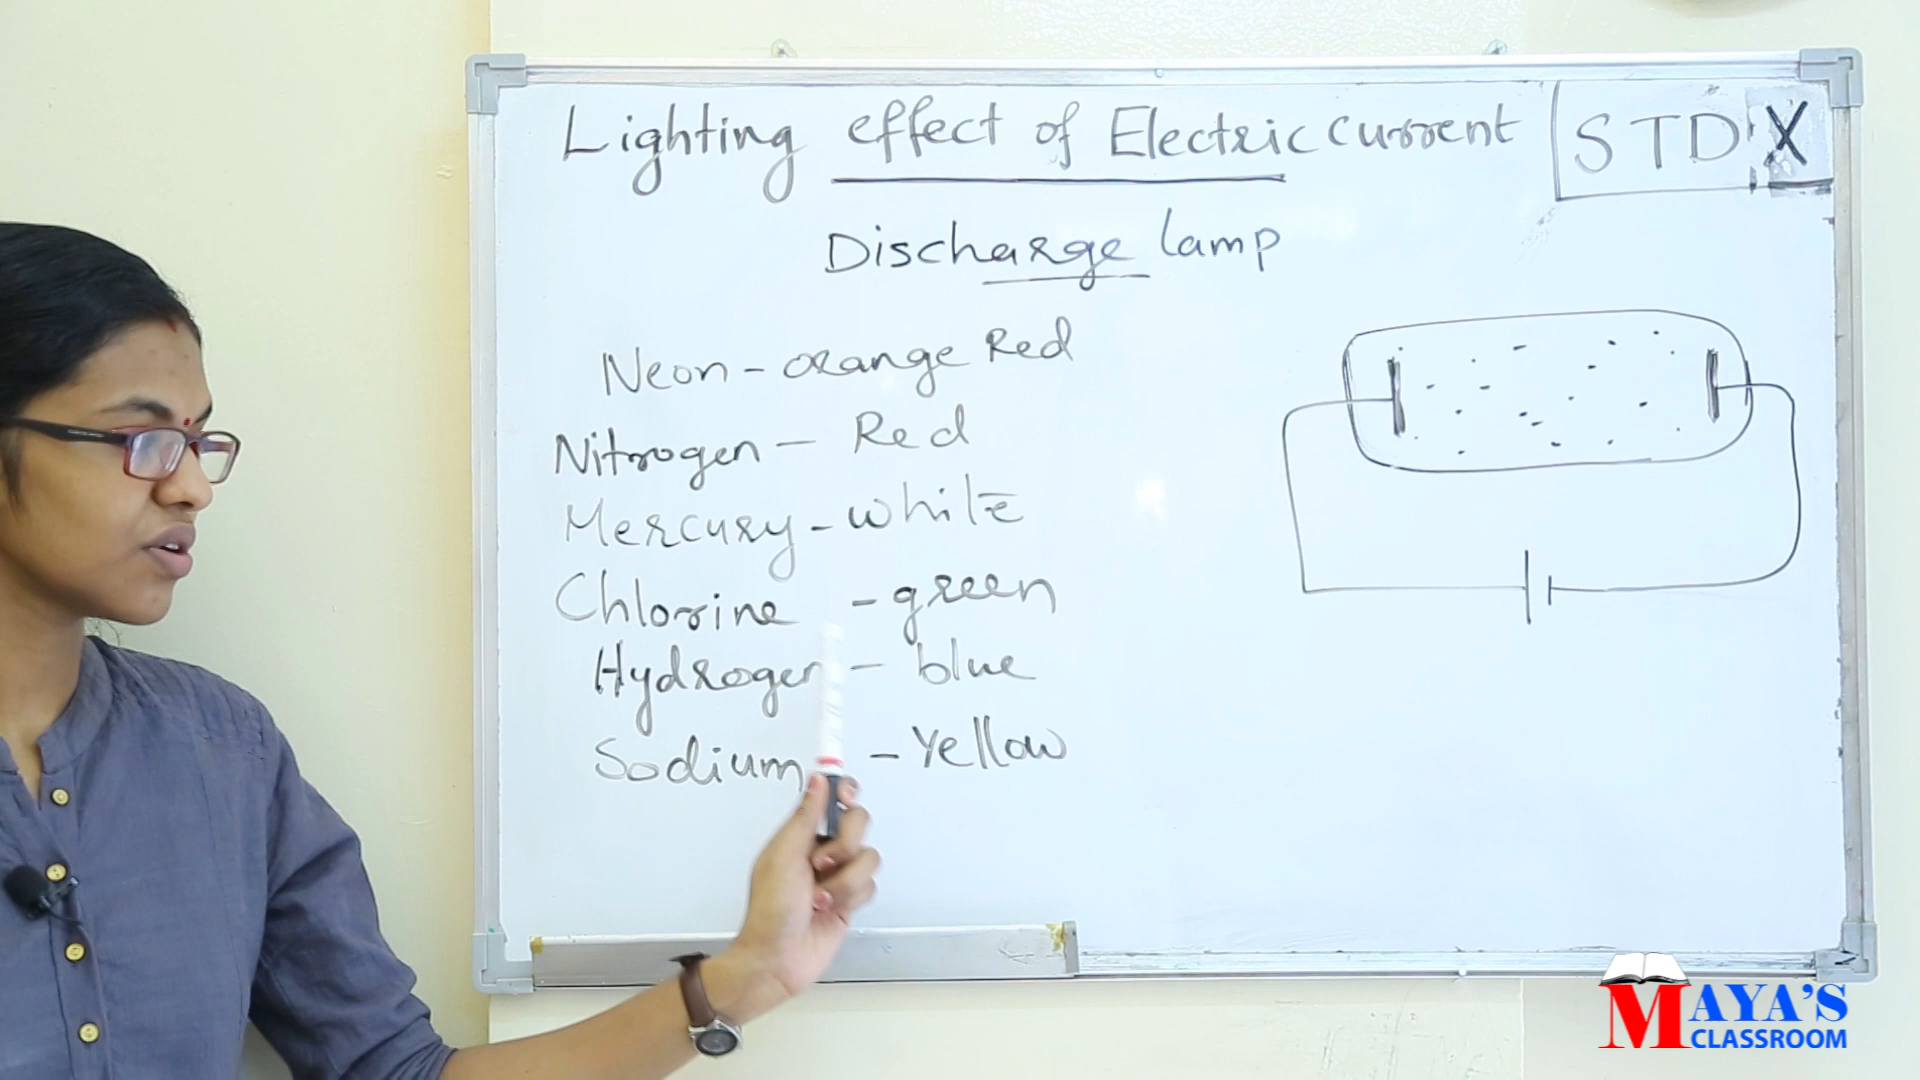 Lighting effect of Electric current
STD X
Discharge lamp
Neon - orange Red
Nitrogen - Red
Mercury - white
Chlorine - green
Hydrogen - blue
Sodium - Yellow
MAYA'S
CLASSROOM